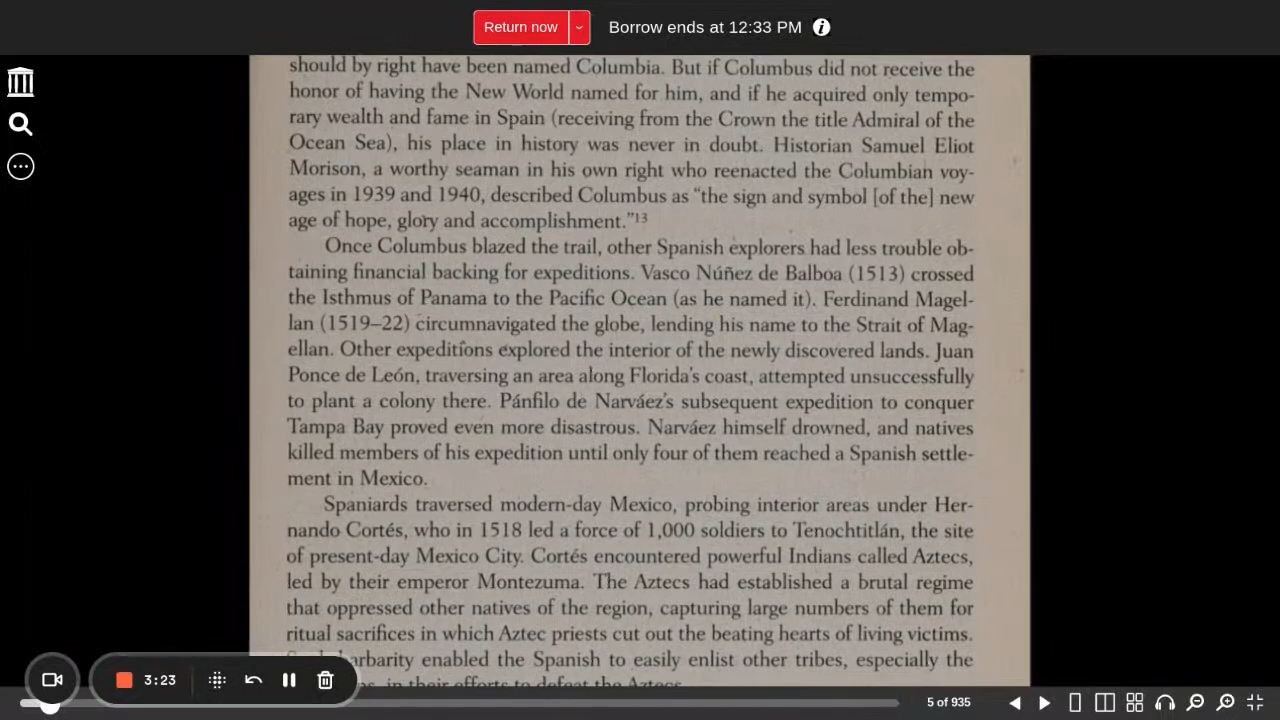 Return now
Borrow ends at 12:33 PM
should by right have been named Columbia. But if Columbus did not receive the
honor of having the New World named for him, and if he acquired only tempo-
rary wealth and fame in Spain (receiving from the Crown the title Admiral of the
Ocean Sea), his place in history was never in doubt. Historian Samuel Eliot
Morison, a worthy seaman in his own right who reenacted the Columbian voy-
ages in 1939 and 1940, described Columbus as “the sign and symbol [of the] new
age of hope, glory and accomplishment.”13
Once Columbus blazed the trail, other Spanish explorers had less trouble ob-
taining financial backing for expeditions. Vasco Núñez de Balboa (1513) crossed
the Isthmus of Panama to the Pacific Ocean (as he named it). Ferdinand Magel-
lan (1519–22) circumnavigated the globe, lending his name to the Strait of Mag-
ellan. Other expeditions explored the interior of the newly discovered lands. Juan
Ponce de León, traversing an area along Florida’s coast, attempted unsuccessfully
to plant a colony there. Pánfilo de Narváez’s subsequent expedition to conquer
Tampa Bay proved even more disastrous. Narváez himself drowned, and natives
killed members of his expedition until only four of them reached a Spanish settle-
ment in Mexico.
Spaniards traversed modern-day Mexico, probing interior areas under Her-
nando Cortés, who in 1518 led a force of 1,000 soldiers to Tenochtitlán, the site
of present-day Mexico City. Cortés encountered powerful Indians called Aztecs,
led by their emperor Montezuma. The Aztecs had established a brutal regime
that oppressed other natives of the region, capturing large numbers of them for
ritual sacrifices in which Aztec priests cut out the beating hearts of living victims.
barbarity enabled the Spanish to easily enlist other tribes, especially the
in their efforts to defeat the Aztecs
3:23
5 of 935